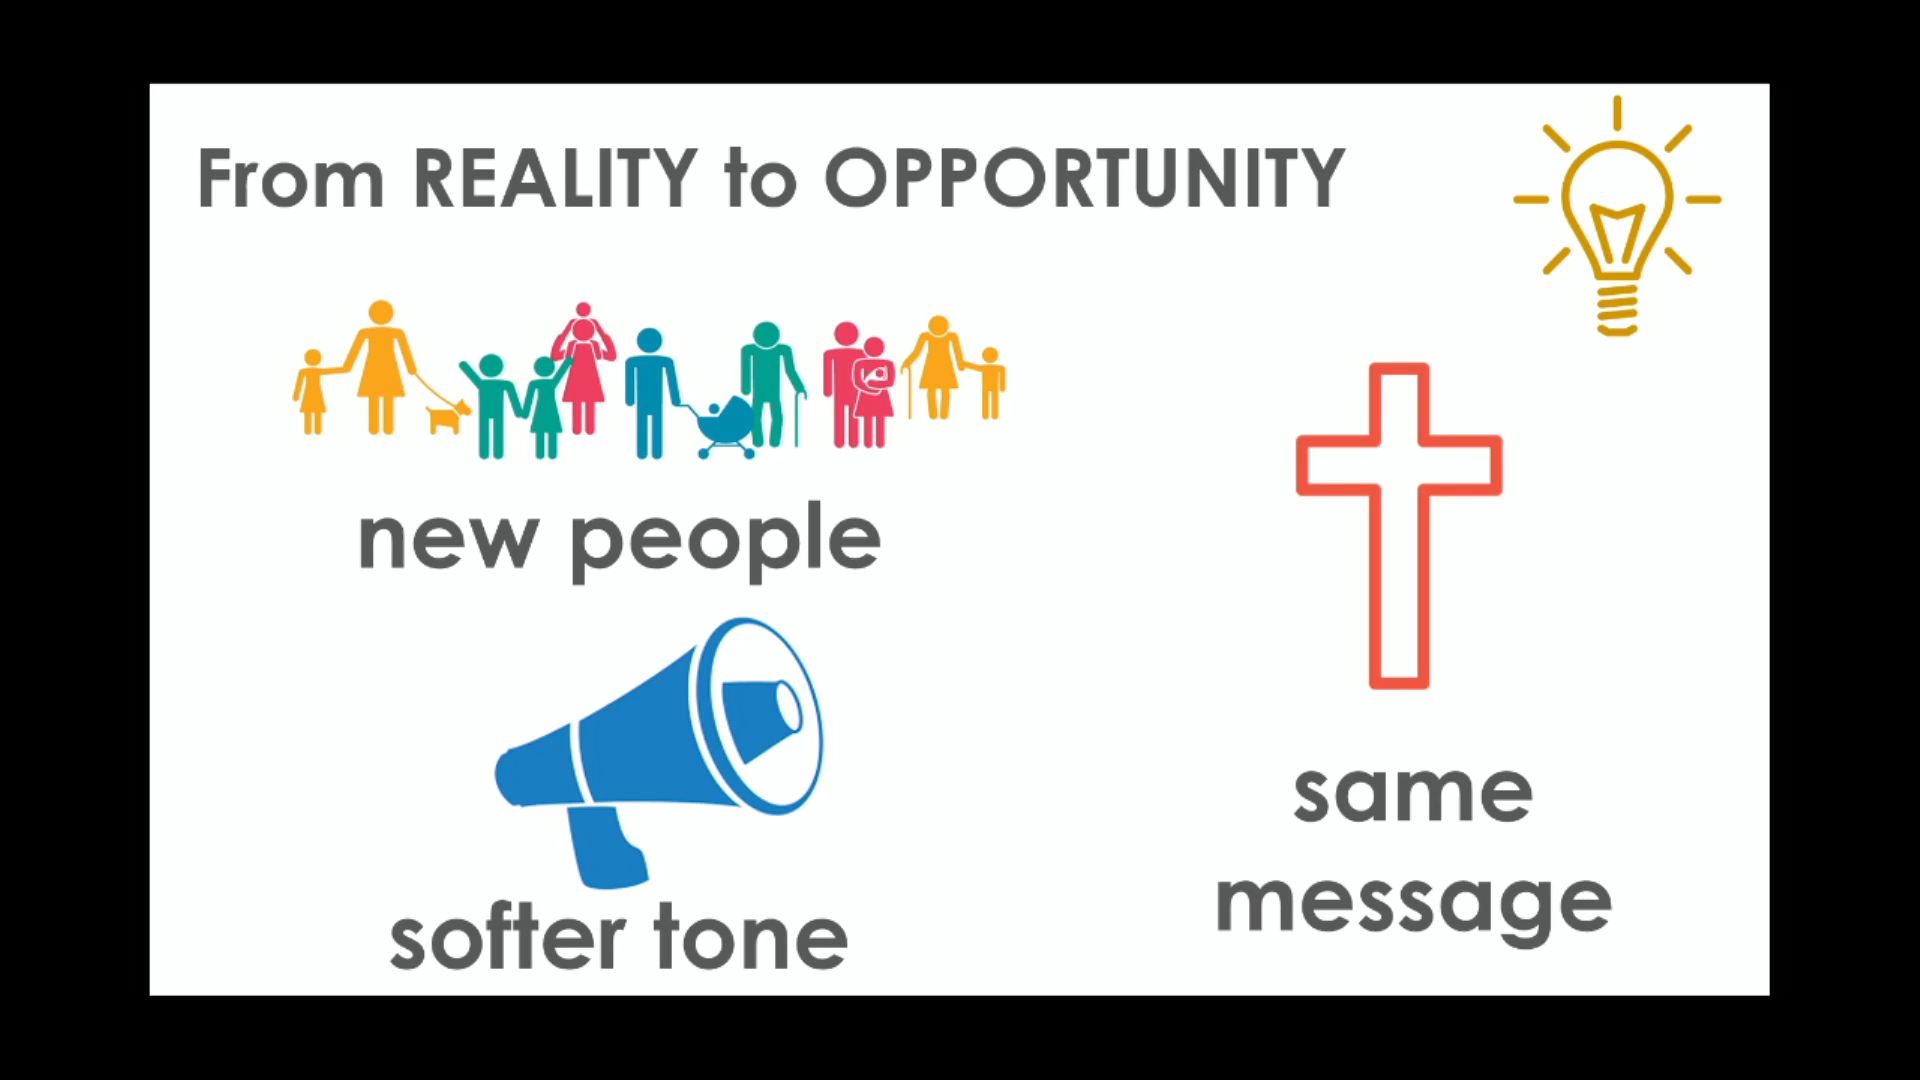 From REALITY to OPPORTUNITY
new people
softer tone
same
message